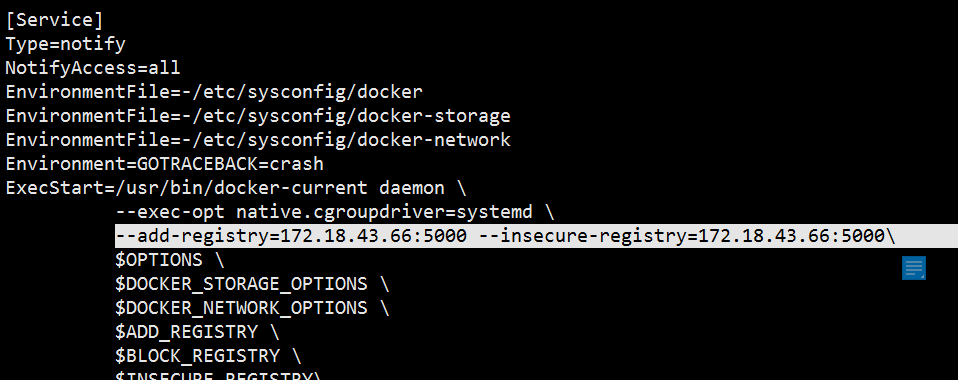 [Service]
Type=notify
NotifyAccess=all
EnvironmentFile=-/etc/sysconfig/docker
EnvironmentFile=-/etc/sysconfig/docker-storage
EnvironmentFile=-/etc/sysconfig/docker-network
Environment=GOTRACEBACK=crash
ExecStart=/usr/bin/docker-current daemon \
--exec-opt native.cgroupdriver=systemd \
--add-registry=172.18.43.66:5000 --insecure-registry=172.18.43.66:5000\
$OPTIONS \
$DOCKER_STORAGE_OPTIONS \
$DOCKER_NETWORK_OPTIONS \
$ADD_REGISTRY \
$BLOCK_REGISTRY \
$INSECURE_REGISTRY\